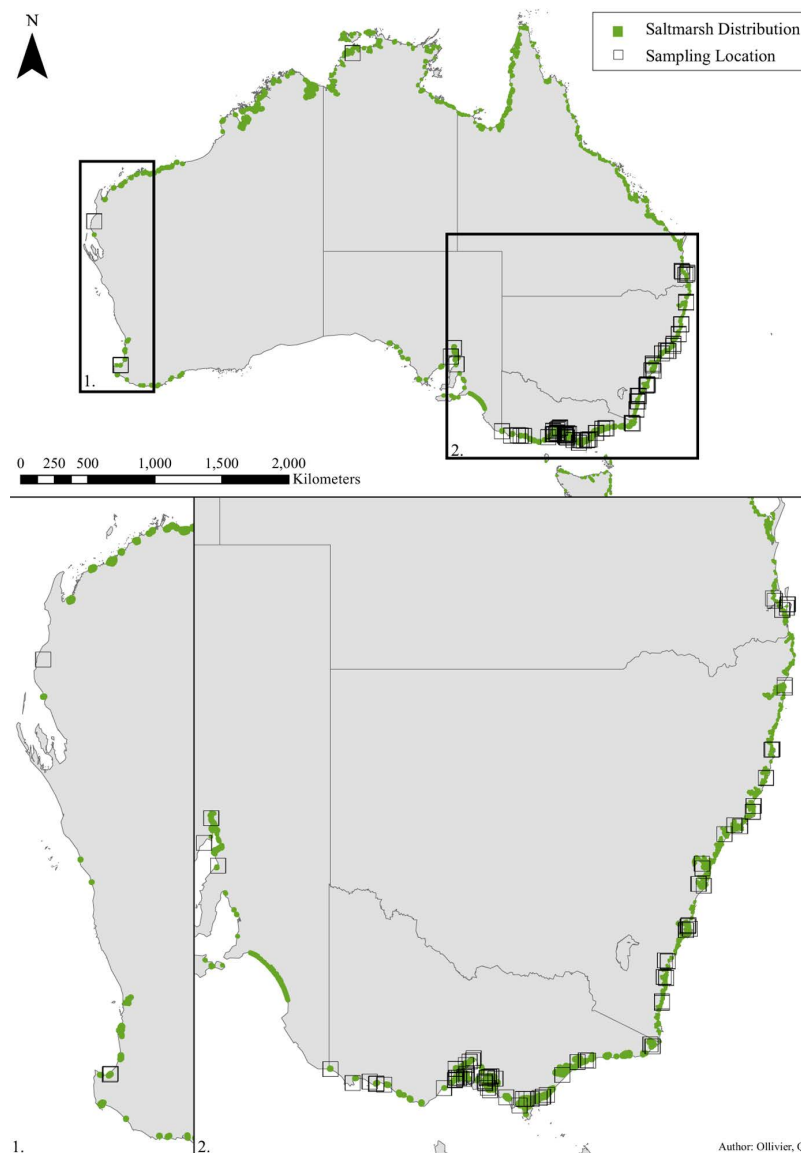 N
Saltmarsh Distribution
Sampling Location
1.
2.
0 250 500 1,000 1,500 2,000
Kilometers
1.
2.
Author: Ollivier, Q